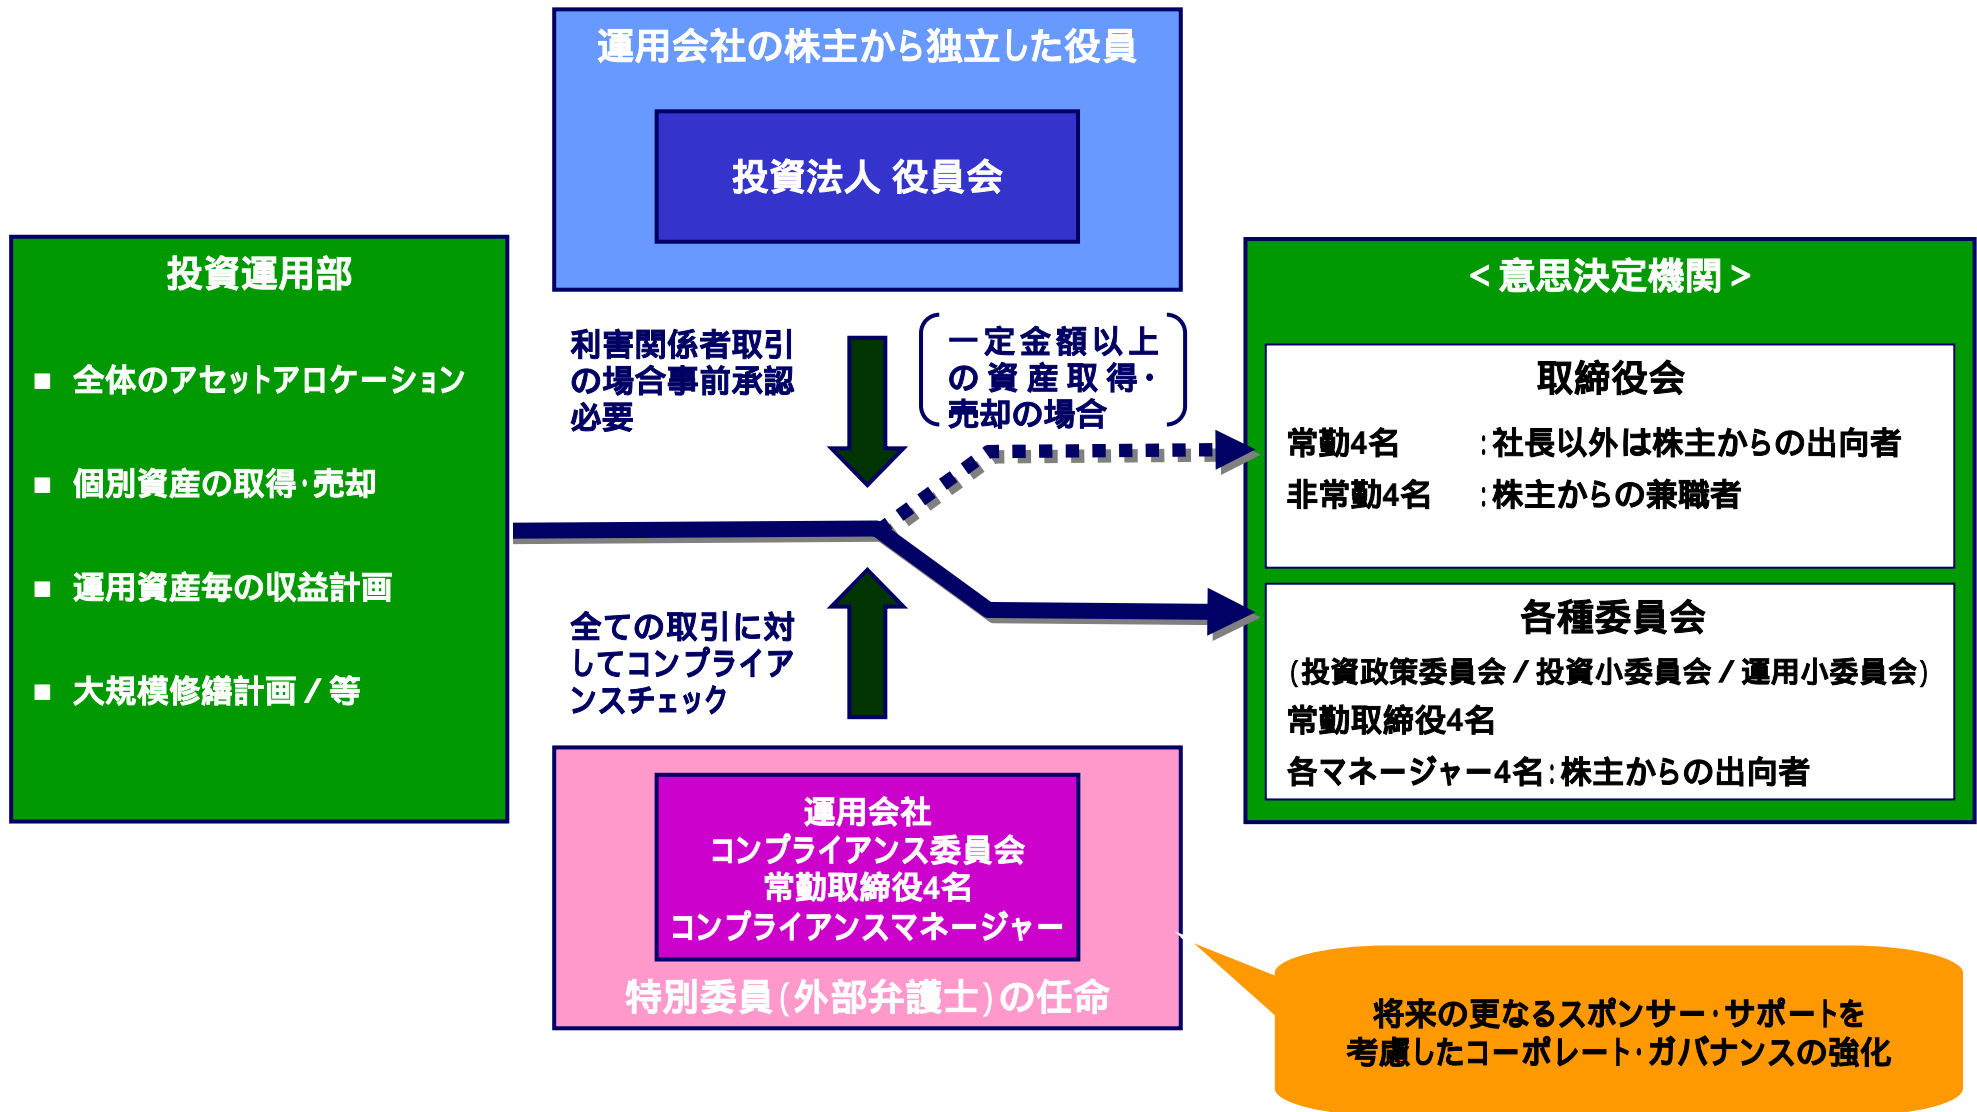 運用会社の株主から独立した役員
投資法人 役員会
投資運用部
■ 全体のアセットアロケーション
■ 個別資産の取得・売却
■ 運用資産毎の収益計画
■ 大規模修繕計画／等
利害関係者取引
の場合事前承認
必要
一定金額以上
の資産取得・
売却の場合
全ての取引に対
してコンプライア
ンスチェック
＜意思決定機関＞
取締役会
常勤4名 ：社長以外は株主からの出向者
非常勤4名 ：株主からの兼職者
各種委員会
(投資政策委員会／投資小委員会／運用小委員会)
常勤取締役4名
各マネージャー4名：株主からの出向者
運用会社
コンプライアンス委員会
常勤取締役4名
コンプライアンスマネージャー
特別委員(外部弁護士)の任命
将来の更なるスポンサー・サポートを
考慮したコーポレート・ガバナンスの強化